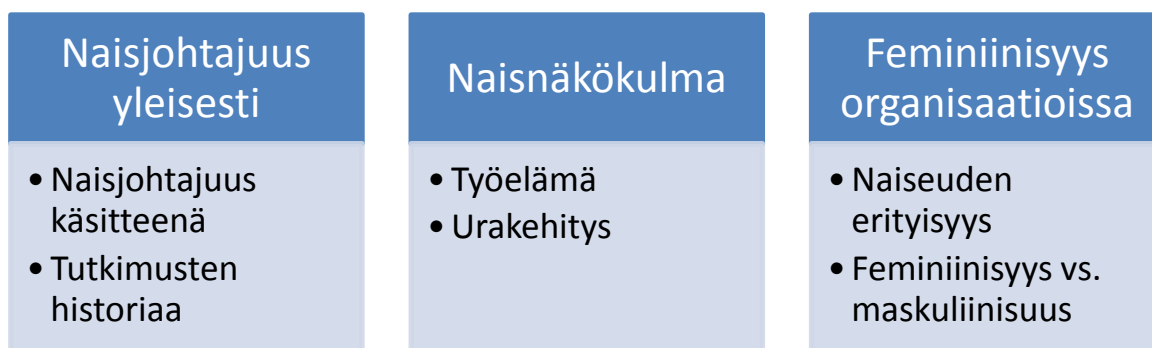 Naisjohtajuus
yleisesti
• Naisjohtajuus
käsitteenä
• Tutkimusten
historiaa
Naisnäkökulma
• Työelämä
• Urakehitys
Feminiinisyys
organisaatioissa
• Naiseuden
erityisyys
• Feminiinisyys vs.
maskuliinisuus